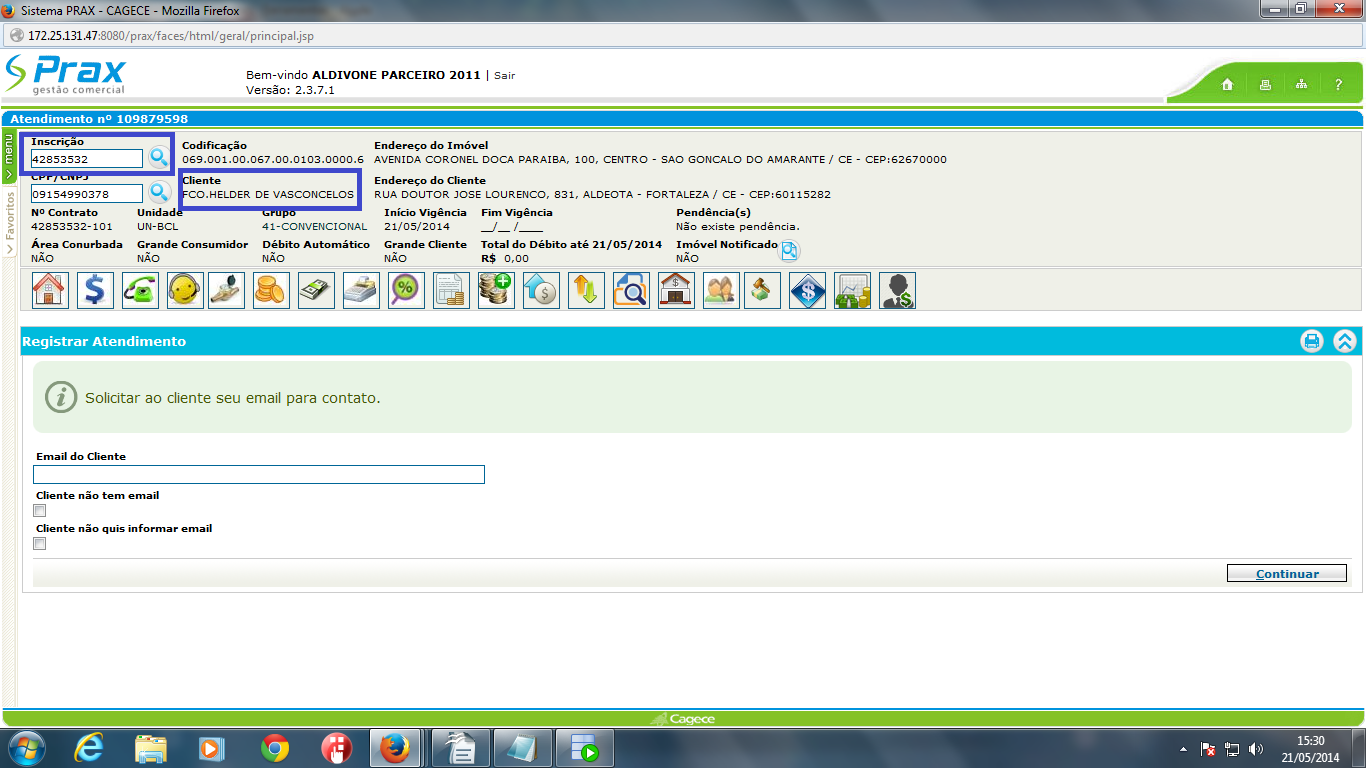 Sistema PRAX - CAGECE - Mozilla Firefox
172.25.131.47:8080/prax/faces/html/geral/principal.jsp
Prax
gestão comercial
Bem-vindo ALDIVONE PARCEIRO 2011 | Sair
Versão: 2.3.7.1
?
Atendimento nº 109879598
menu
Favoritos
Inscrição
42853532
Codificação
069.001.00.067.00.0103.0000.6
Endereço do Imóvel
AVENIDA CORONEL DOCA PARAIBA, 100, CENTRO - SAO GONCALO DO AMARANTE / CE - CEP:62670000
CPF/CNPJ
09154990378
Cliente
FCO.HELDER DE VASCONCELOS
Endereço do Cliente
RUA DOUTOR JOSE LOURENCO, 831, ALDEOTA - FORTALEZA / CE - CEP:60115282
Nº Contrato Unidade Grupo Início Vigência Fim Vigência Pendência(s)
42853532-101 UN-BCL 41-CONVENCIONAL 21/05/2014 __/__ /____ Não existe pendência.
Área Conurbada Grande Consumidor Débito Automático Grande Cliente Total do Débito até 21/05/2014 Imóvel Notificado
NÃO NÃO NÃO NÃO R$ 0,00 NÃO
Registrar Atendimento
Solicitar ao cliente seu email para contato.
Email do Cliente
Cliente não tem email
Cliente não quis informar email
Continuar
Cagece
15:30
21/05/2014